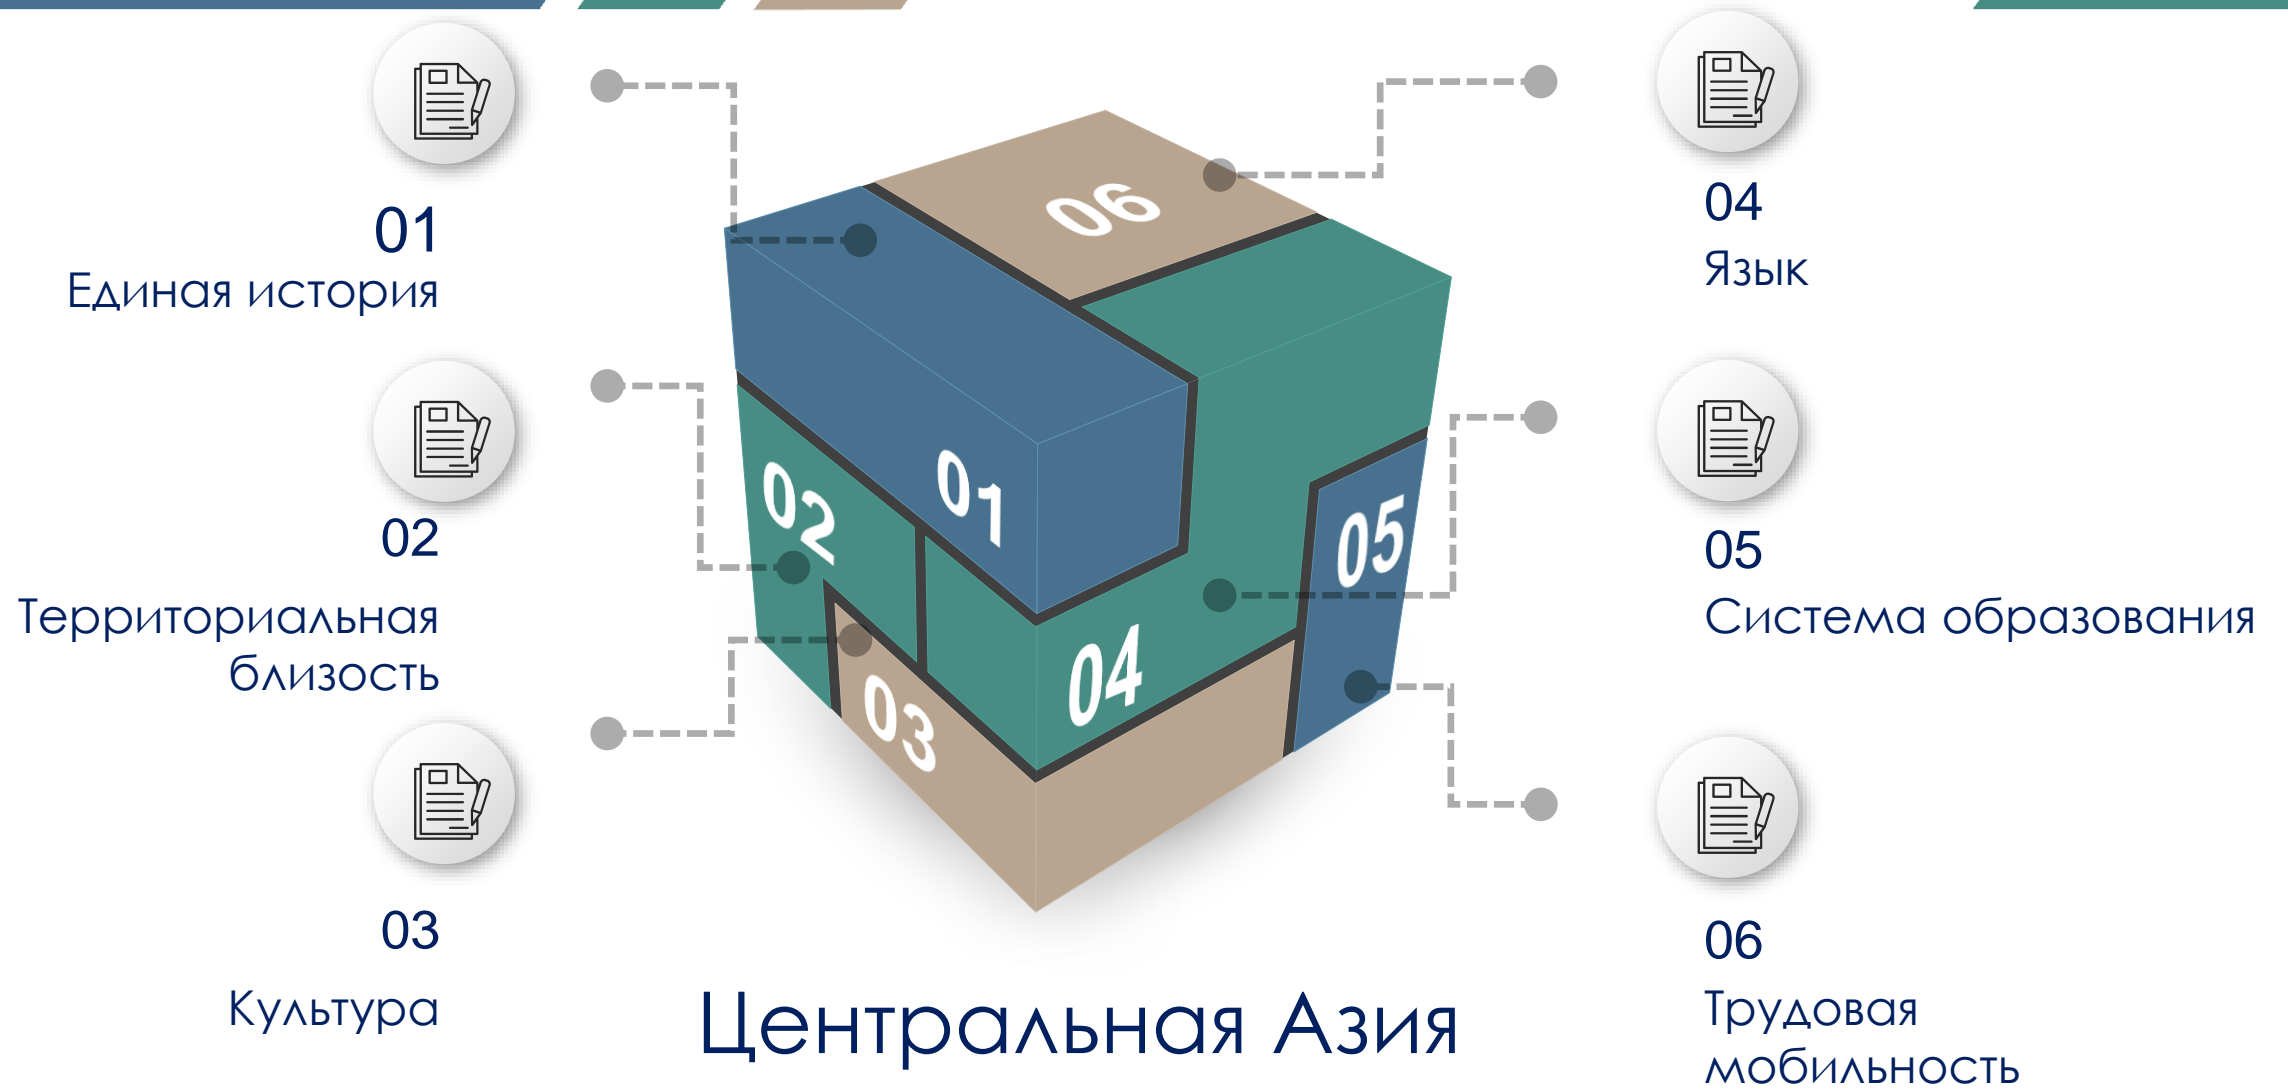 01
Единая история
02
Территориальная
близость
03
Культура
06
01
02
05
04
03
Центральная Азия
04
Язык
05
Система образования
06
Трудовая
мобильность